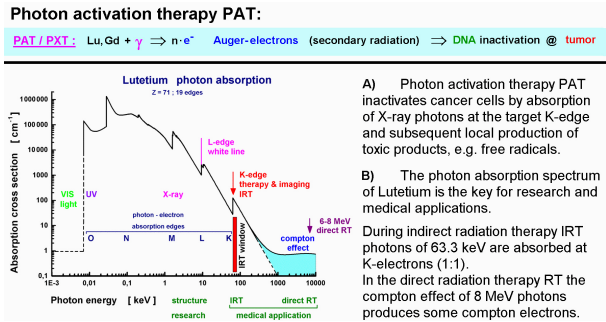 Photon activation therapy PAT:
PAT / PXT : Lu,Gd + γ ⇒ n·e⁻ Auger-electrons (secondary radiation) ⇒ DNA inactivation @ tumor
Lutetium photon absorption
Z = 71 ; 19 edges
Absorption cross section [ cm⁻¹ ]
1000000
100000
10000
1000
100
10
1
0,1
L-edge
white line
K-edge
therapy & imaging
IRT
VIS
light
UV
X-ray
6-8 MeV
direct RT
photon - electron
absorption edges
O N M L K
IRT window
compton
effect
1E-3 0,01 0,1 1 10 100 1000 10000
Photon energy [ keV ]
structure
research
IRT direct RT
medical application
A) Photon activation therapy PAT
inactivates cancer cells by absorption
of X-ray photons at the target K-edge
and subsequent local production of
toxic products, e.g. free radicals.
B) The photon absorption spectrum
of Lutetium is the key for research and
medical applications.
During indirect radiation therapy IRT
photons of 63.3 keV are absorbed at
K-electrons (1:1).
In the direct radiation therapy RT the
compton effect of 8 MeV photons
produces some compton electrons.